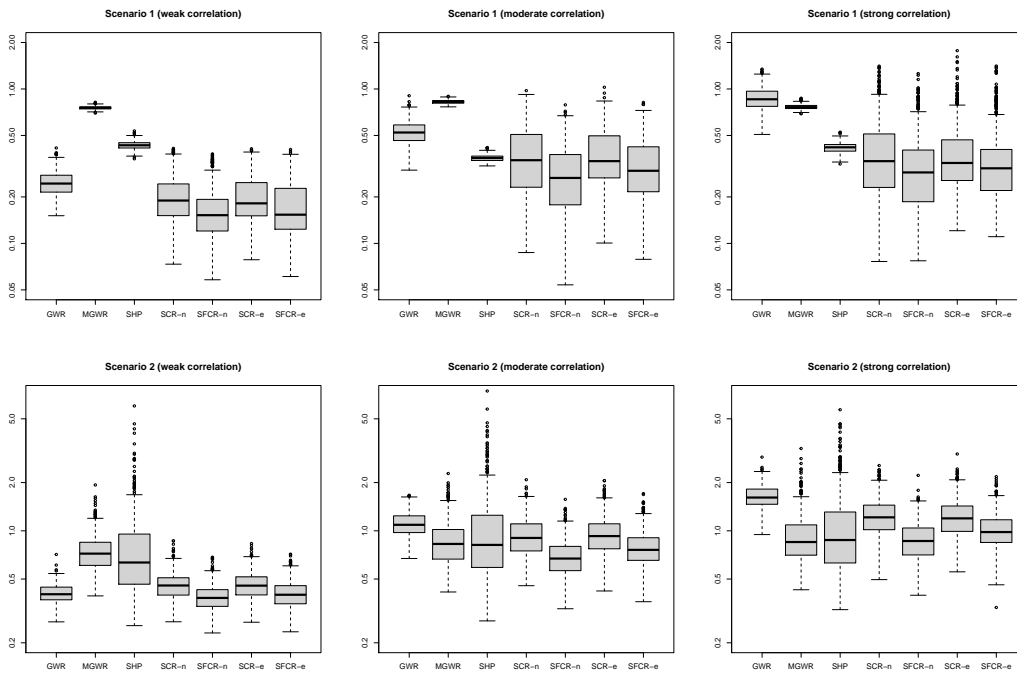 Scenario 1 (weak correlation)
2.00
1.00
0.50
0.20
0.10
0.05
GWR MGWR SHP SCR−n SFCR−n SCR−e SFCR−e
Scenario 1 (moderate correlation)
2.00
1.00
0.50
0.20
0.10
0.05
GWR MGWR SHP SCR−n SFCR−n SCR−e SFCR−e
Scenario 1 (strong correlation)
2.00
1.00
0.50
0.20
0.10
0.05
GWR MGWR SHP SCR−n SFCR−n SCR−e SFCR−e
Scenario 2 (weak correlation)
5.0
2.0
1.0
0.5
0.2
GWR MGWR SHP SCR−n SFCR−n SCR−e SFCR−e
Scenario 2 (moderate correlation)
5.0
2.0
1.0
0.5
0.2
GWR MGWR SHP SCR−n SFCR−n SCR−e SFCR−e
Scenario 2 (strong correlation)
5.0
2.0
1.0
0.5
0.2
GWR MGWR SHP SCR−n SFCR−n SCR−e SFCR−e